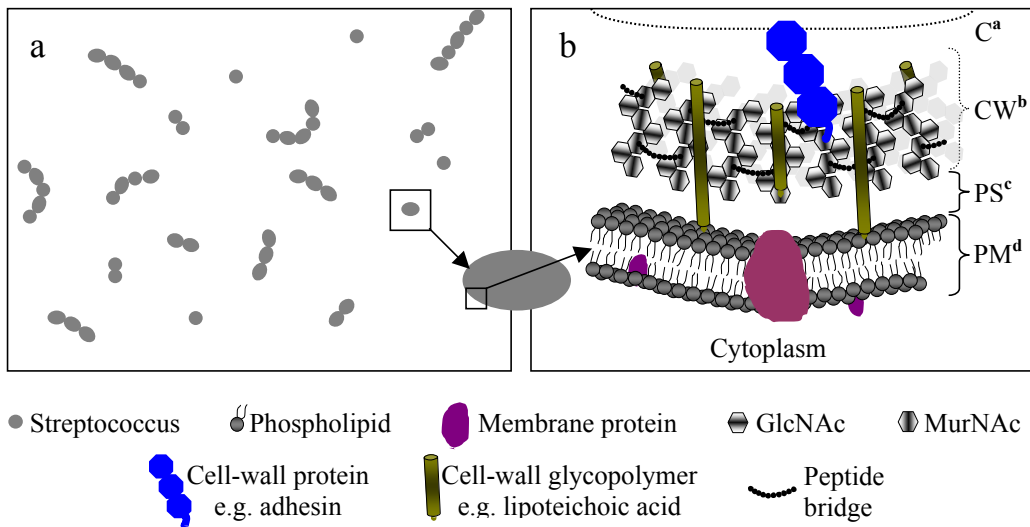 a
b
Cᵃ
CWᵇ
PSᶜ
PMᵈ
Cytoplasm
Streptococcus
Phospholipid
Membrane protein
GlcNAc
MurNAc
Cell-wall protein
e.g. adhesin
Cell-wall glycopolymer
e.g. lipoteichoic acid
Peptide
bridge